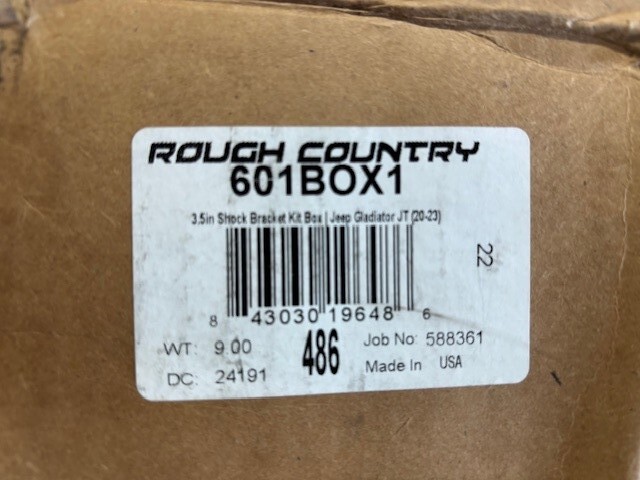 ROUGH COUNTRY
601BOX1
3.5in Shock Bracket Kit Box | Jeep Gladiator JT (20-23)
22
8 43030 19648 6
WT: 9.00 486 Job No: 588361
DC: 24191 Made In USA